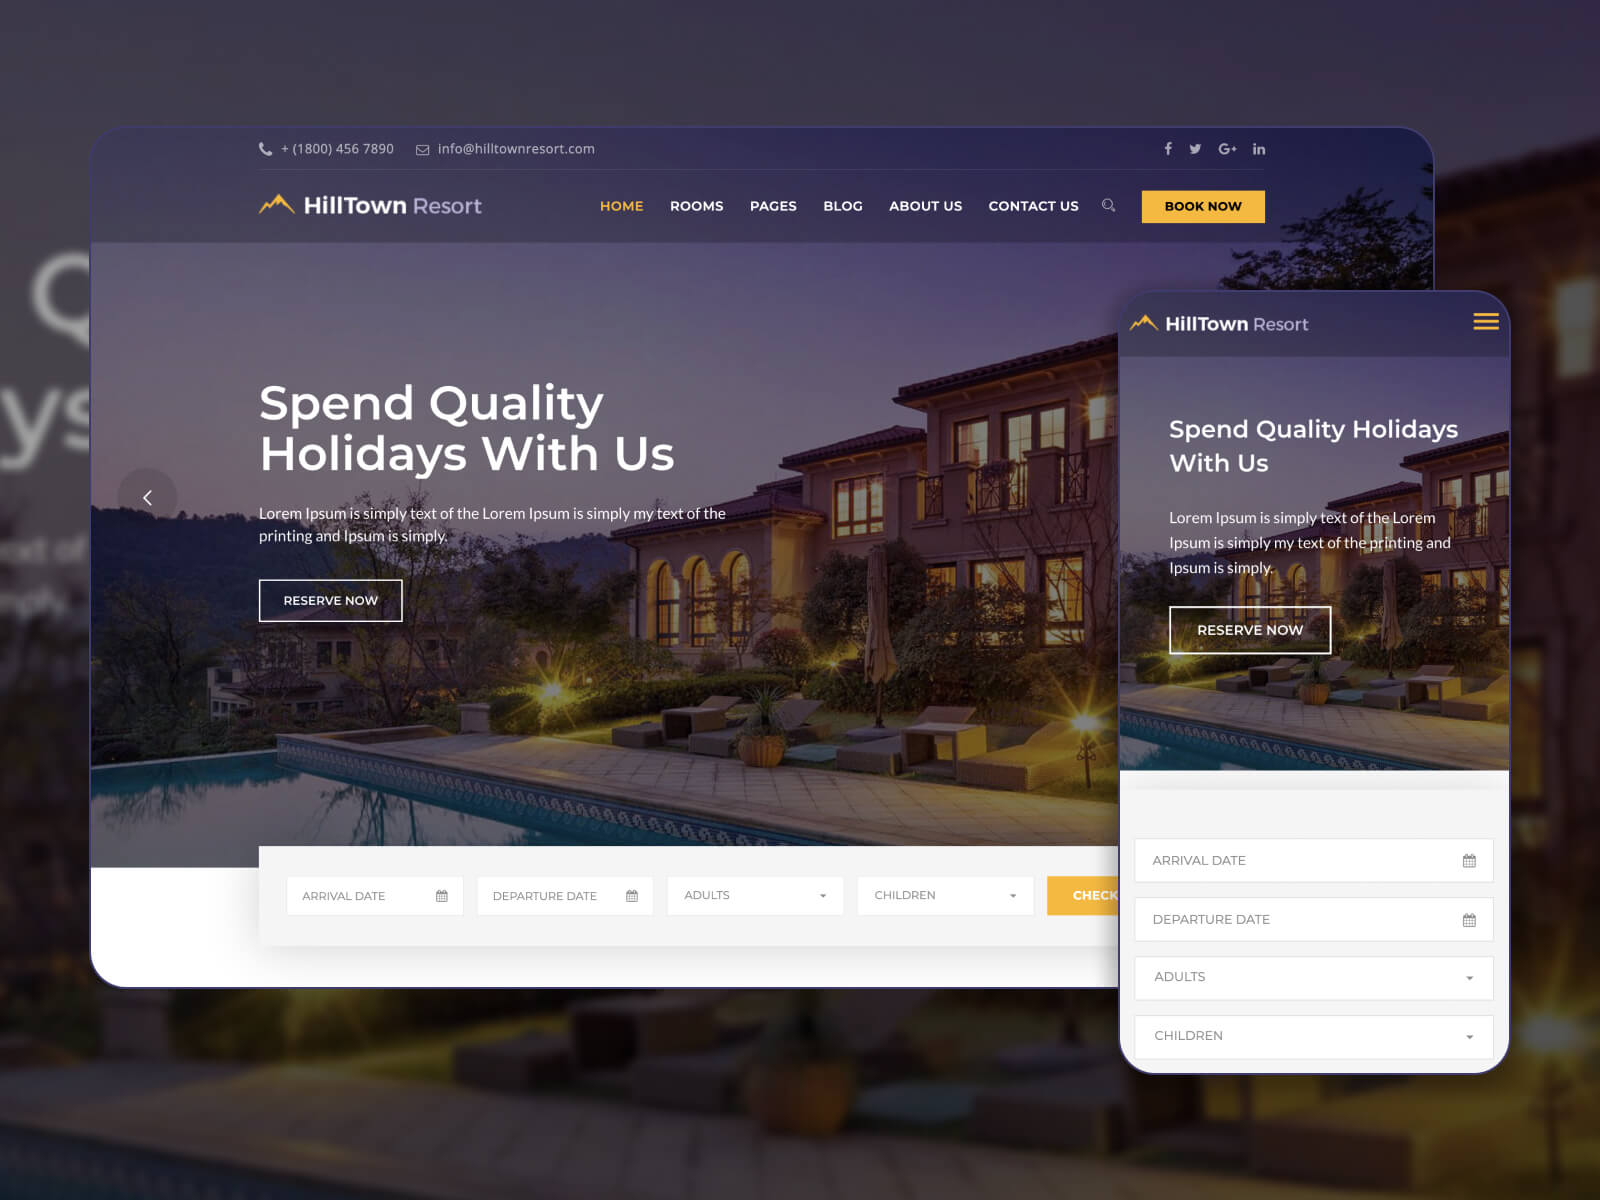 + (1800) 456 7890 info@hilltownresort.com
HillTown Resort HOME ROOMS PAGES BLOG ABOUT US CONTACT US BOOK NOW
Spend Quality
Holidays With Us
Lorem Ipsum is simply text of the Lorem Ipsum is simply my text of the
printing and Ipsum is simply.
RESERVE NOW
ARRIVAL DATE DEPARTURE DATE ADULTS CHILDREN CHECK
HillTown Resort
Spend Quality Holidays
With Us
Lorem Ipsum is simply text of the Lorem
Ipsum is simply my text of the printing and
Ipsum is simply.
RESERVE NOW
ARRIVAL DATE
DEPARTURE DATE
ADULTS
CHILDREN